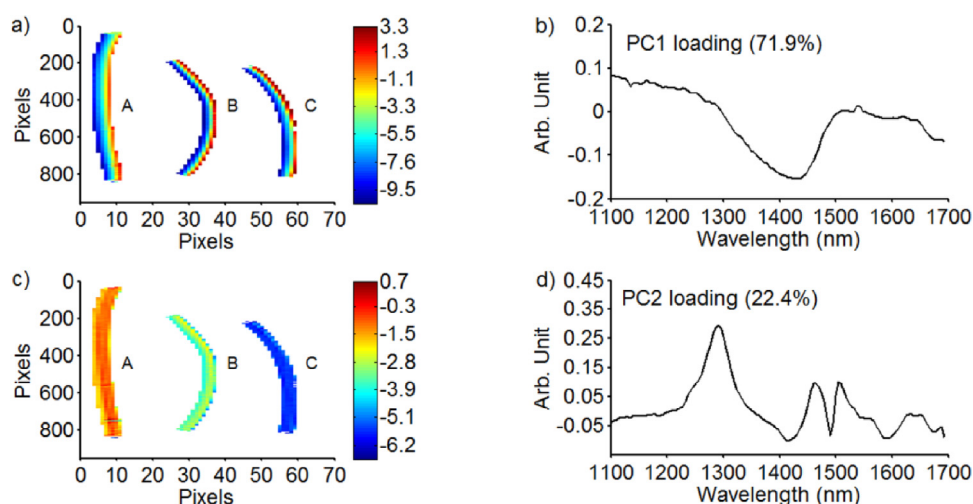 a)
0
200
400
600
800
Pixels
A
B
C
0 10 20 30 40 50 60 70
Pixels
3.3
1.1
-1.1
-3.3
-5.5
-7.6
-9.5
b)
PC1 loading (71.9%)
0.2
0.1
0
-0.1
-0.2
Arb. Unit
1100 1200 1300 1400 1500 1600 1700
Wavelength (nm)
c)
0
200
400
600
800
Pixels
A
B
C
0 10 20 30 40 50 60 70
Pixels
0.7
-0.3
-1.5
-2.8
-3.9
-5.1
-6.2
d)
PC2 loading (22.4%)
0.45
0.35
0.25
0.15
0.05
-0.05
Arb. Unit
1100 1200 1300 1400 1500 1600 1700
Wavelength (nm)